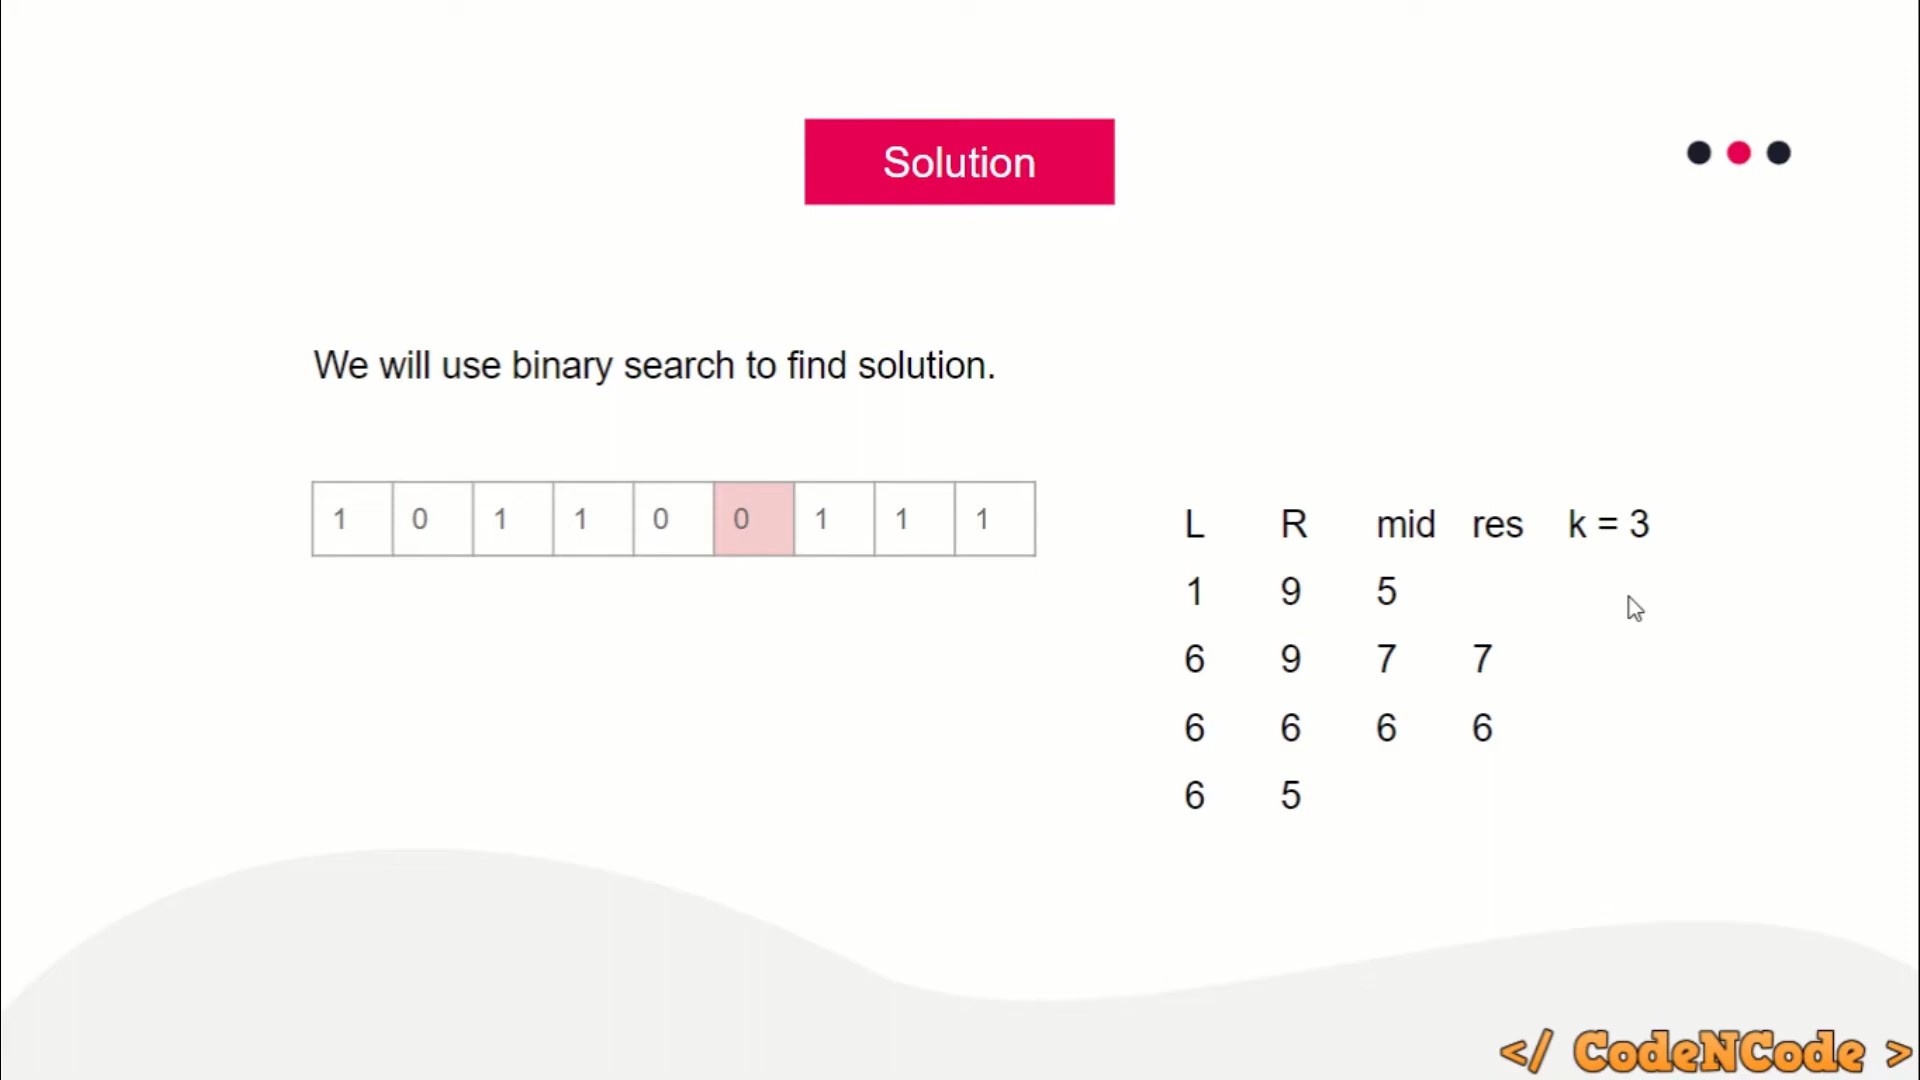 Solution
We will use binary search to find solution.
1 0 1 1 0 0 1 1 1
L R mid res k = 3
1 9 5
6 9 7 7
6 6 6 6
6 5
</ CodeNCode >